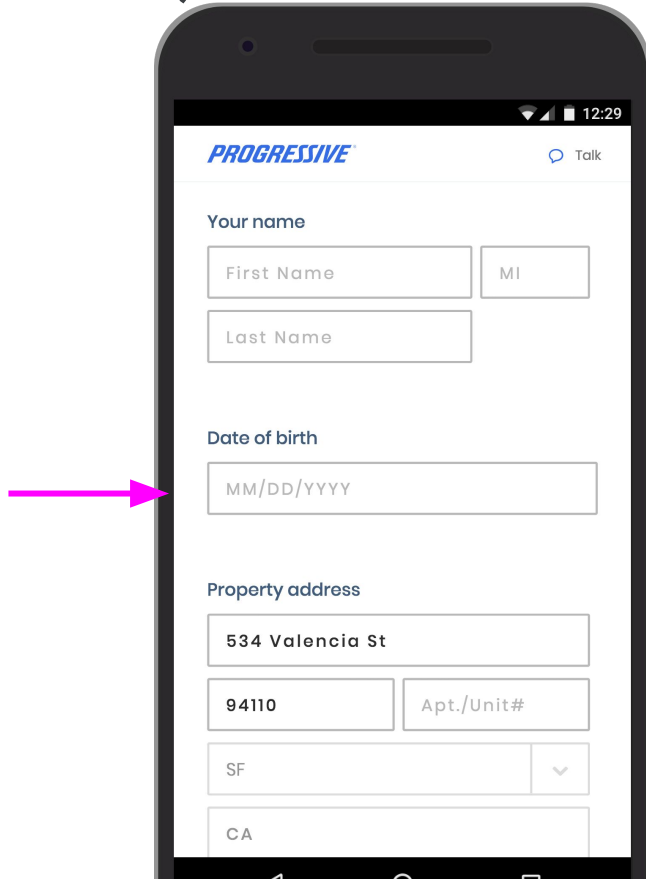 12:29
PROGRESSIVE
Talk
Your name
First Name
MI
Last Name
Date of birth
MM/DD/YYYY
Property address
534 Valencia St
94110
Apt./Unit#
SF
CA